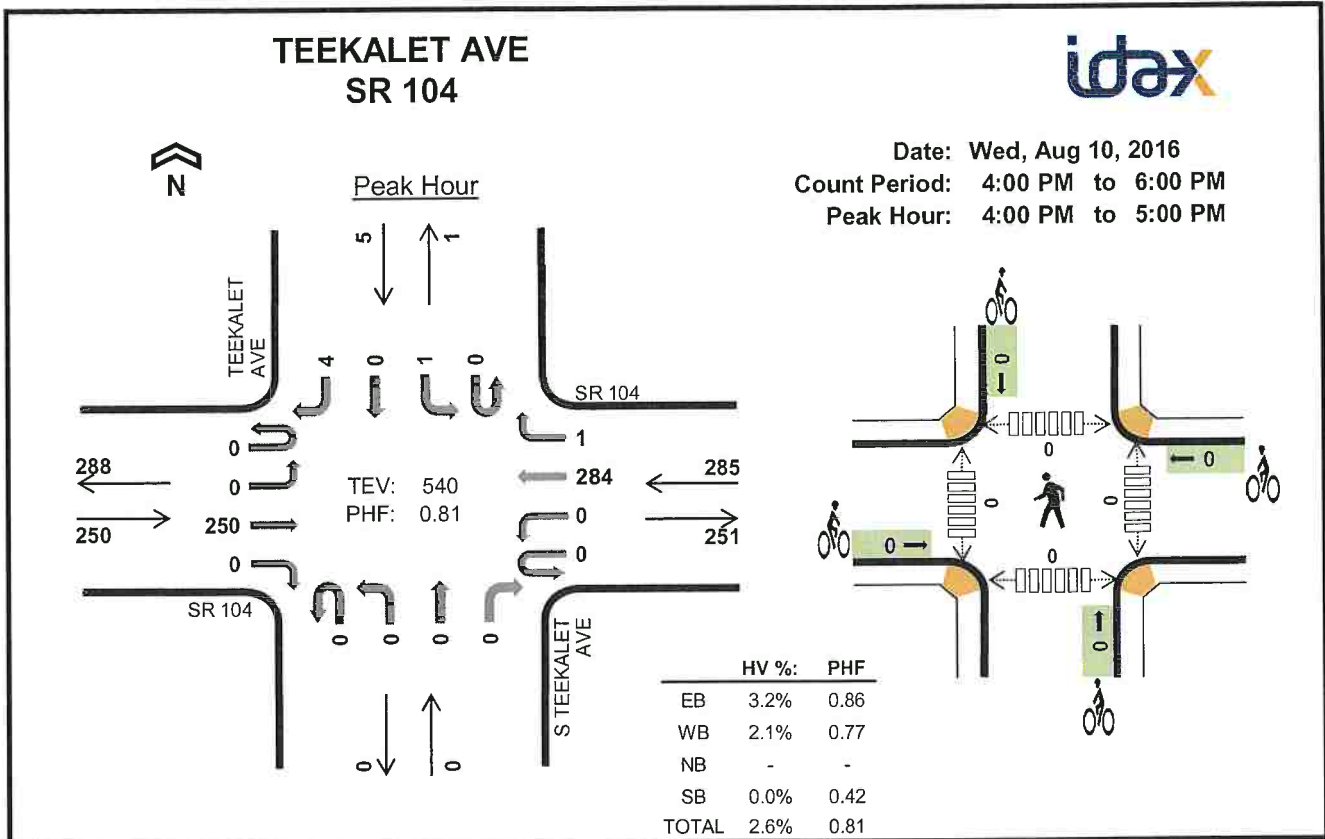 TEEKALET AVE
SR 104
idax
N
Peak Hour
Date: Wed, Aug 10, 2016
Count Period: 4:00 PM to 6:00 PM
Peak Hour: 4:00 PM to 5:00 PM
5
1
TEEKALET
AVE
4
0
1
0
SR 104
0
1
288
0
TEV: 540
284
285
250
250
PHF: 0.81
0
251
0
0
SR 104
0
0
0
0
S TEEKALET
AVE
0
0
0
0
0
0
0
0
0
0
HV %: PHF
EB 3.2% 0.86
WB 2.1% 0.77
NB - -
SB 0.0% 0.42
TOTAL 2.6% 0.81